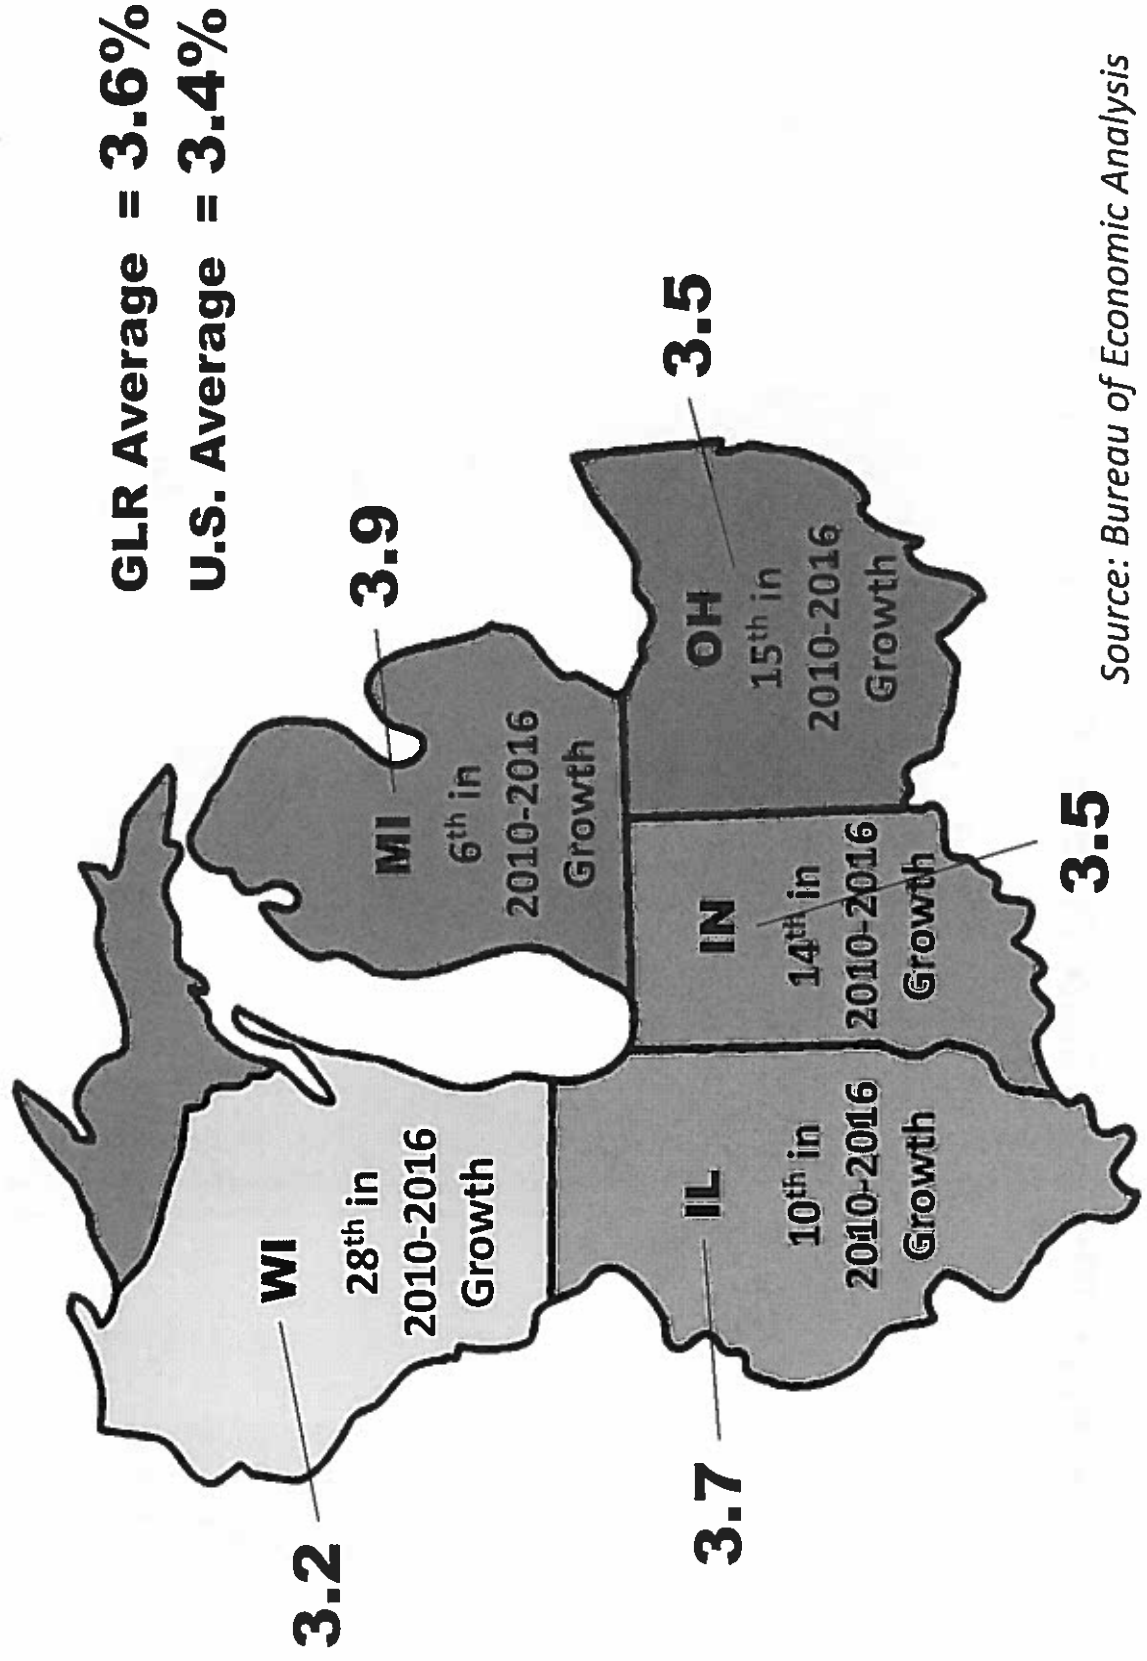 GLR Average = 3.6%
U.S. Average = 3.4%
3.2
WI
28th in
2010-2016
Growth
3.9
MI
6th in
2010-2016
Growth
3.7
IL
10th in
2010-2016
Growth
IN
14th in
2010-2016
Growth
3.5
OH
15th in
2010-2016
Growth
3.5
Source: Bureau of Economic Analysis